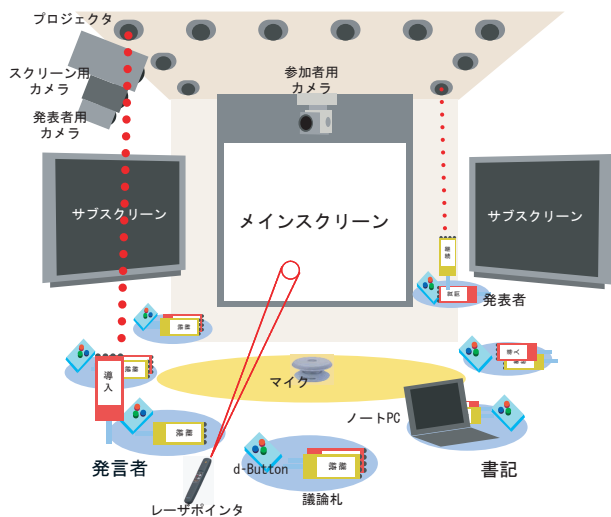 プロジェクタ
スクリーン用
カメラ
発表者用
カメラ
参加者用
カメラ
サブスクリーン
メインスクリーン
サブスクリーン
継続
発表者
導入
マイク
ノートPC
発言者
d-Button
議論札
書記
レーザポインタ